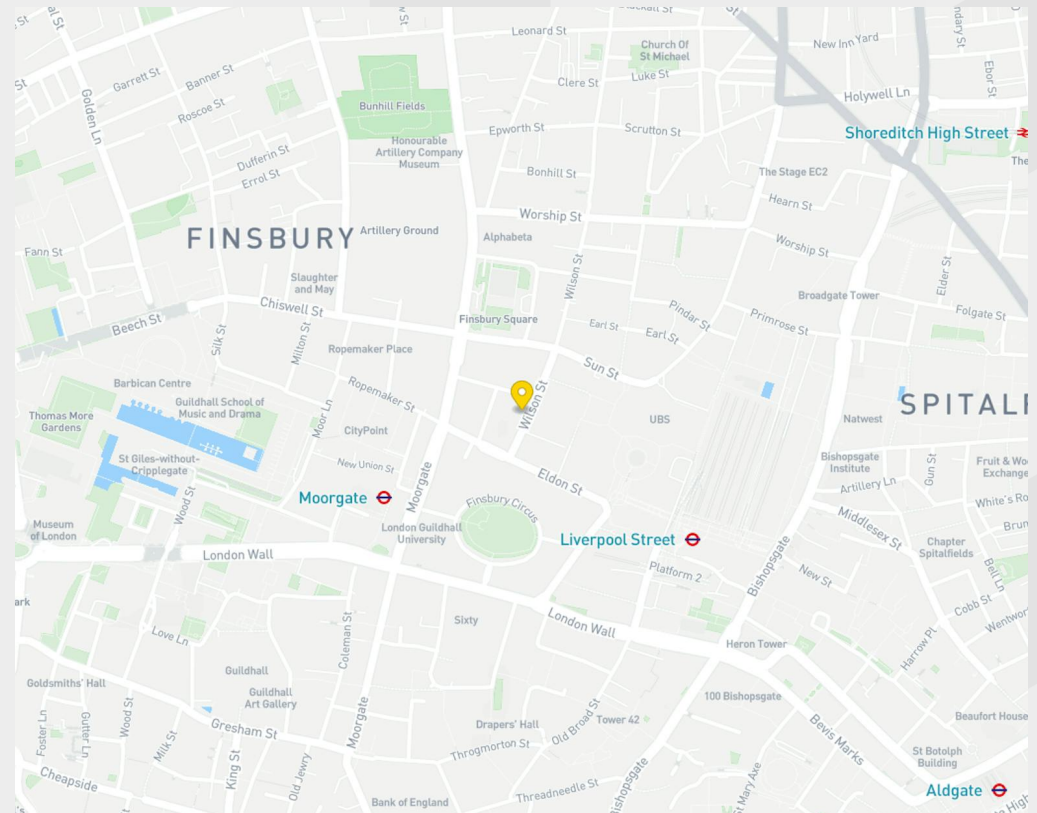 Leonard St
Church Of
St Michael
New Inn Yard
Garrett St
Banner St
Clere St
Luke St
Ebor St
Golden Ln
Roscoe St
Bunhill Fields
Holywell Ln
Epworth St
Scrutton St
Shoreditch High Street
Honourable
Artillery Company
Museum
Dufferin St
Errol St
Bonhill St
The Stage EC2
The
Hearn St
Worship St
FINSBURY
Artillery Ground
Alphabeta
Worship St
Fann St
Wilson St
Elder St
Slaughter
and May
Broadgate Tower
Chiswell St
Finsbury Square
Pindar St
Primrose St
Folgate St
Beech St
Earl St
Earl St
Silk St
Milton St
Ropemaker Place
Sun St
Barbican Centre
Ropemaker St
Wilson St
SPITALF
Guildhall School of
Music and Drama
Thomas More
Gardens
Moor Ln
CityPoint
UBS
Natwest
St Giles-without-
Cripplegate
New Union St
Bishopsgate
Institute
Gun St
Fruit & Wo
Exchange
Moorgate
Eldon St
Artillery Ln
Moorgate
Wood St
Finsbury Circus
White's Ro
Museum
of London
London Guildhall
University
Liverpool Street
Middlesex St
Brun
Chapter
Spitalfields
London Wall
Bishopsgate
Platform 2
New St
Bell Ln
ark
Cobb St
Wentwor
Love Ln
Coleman St
Sixty
London Wall
Heron Tower
Harrow Pl
Guildhall
Goldsmiths' Hall
Guildhall
Art Gallery
100 Bishopsgate
Foster Ln
Gutter Ln
Wood St
Milk St
Gresham St
Moorgate
Drapers' Hall
Old Broad St
Tower 42
Bevis Marks
Beaufort House
Throgmorton St
St Botolph
Building
King St
Old Jewry
Cheapside
Threadneedle St
Bishopsgate
St Mary Axe
Aldgate
Bank of England
High